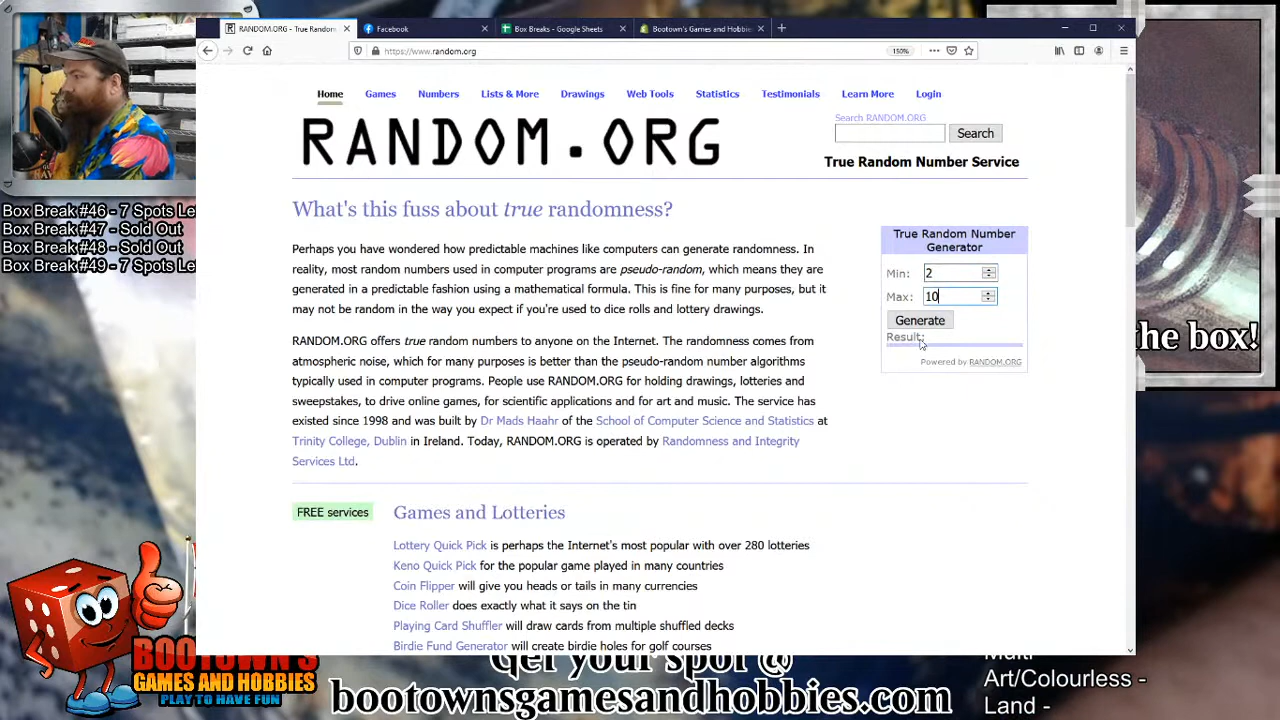 RANDOM.ORG - True Random
Facebook
Box Breaks - Google Sheets
Bootown's Games and Hobbies
https://www.random.org
150%
Home Games Numbers Lists & More Drawings Web Tools Statistics Testimonials Learn More Login
RANDOM.ORG
Search RANDOM.ORG
Search
True Random Number Service
What's this fuss about true randomness?
Perhaps you have wondered how predictable machines like computers can generate randomness. In
reality, most random numbers used in computer programs are pseudo-random, which means they are
generated in a predictable fashion using a mathematical formula. This is fine for many purposes, but it
may not be random in the way you expect if you're used to dice rolls and lottery drawings.
RANDOM.ORG offers true random numbers to anyone on the Internet. The randomness comes from
atmospheric noise, which for many purposes is better than the pseudo-random number algorithms
typically used in computer programs. People use RANDOM.ORG for holding drawings, lotteries and
sweepstakes, to drive online games, for scientific applications and for art and music. The service has
existed since 1998 and was built by Dr Mads Haahr of the School of Computer Science and Statistics at
Trinity College, Dublin in Ireland. Today, RANDOM.ORG is operated by Randomness and Integrity
Services Ltd.
True Random Number
Generator
Min: 2
Max: 10
Generate
Result:
Powered by RANDOM.ORG
FREE services
Games and Lotteries
Lottery Quick Pick is perhaps the Internet's most popular with over 280 lotteries
Keno Quick Pick for the popular game played in many countries
Coin Flipper will give you heads or tails in many currencies
Dice Roller does exactly what it says on the tin
Playing Card Shuffler will draw cards from multiple shuffled decks
Birdie Fund Generator will create birdie holes for golf courses
Box Break #46 - 7 Spots Le
Box Break #47 - Sold Out
Box Break #48 - Sold Out
Box Break #49 - 7 Spots Le
the box!
BOOTOWN'S
GAMES AND HOBBIES
PLAY TO HAVE FUN
Get your spot @
bootownsgamesandhobbies.com
Art/Colourless -
Land -